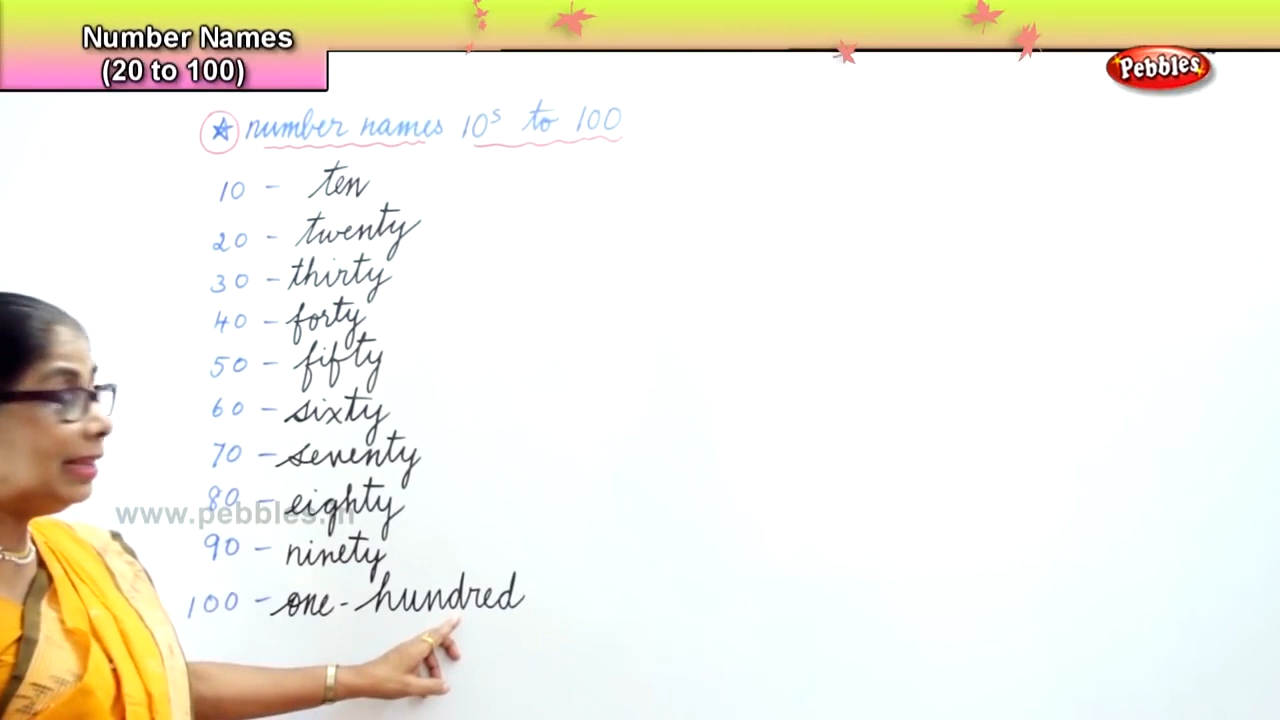 Number Names
(20 to 100)
Pebbles
number names 10s to 100
10 - ten
20 - twenty
30 - thirty
40 - forty
50 - fifty
60 - sixty
70 - seventy
80 - eighty
www.pebbles.in
90 - ninety
100 - one-hundred